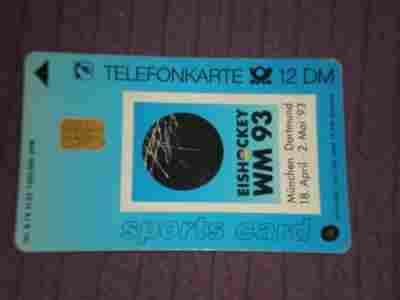 TELEFONKARTE 12 DM
EISHOCKEY
WM 93
München Dortmund
18. April - 2. Mai 93
sports card